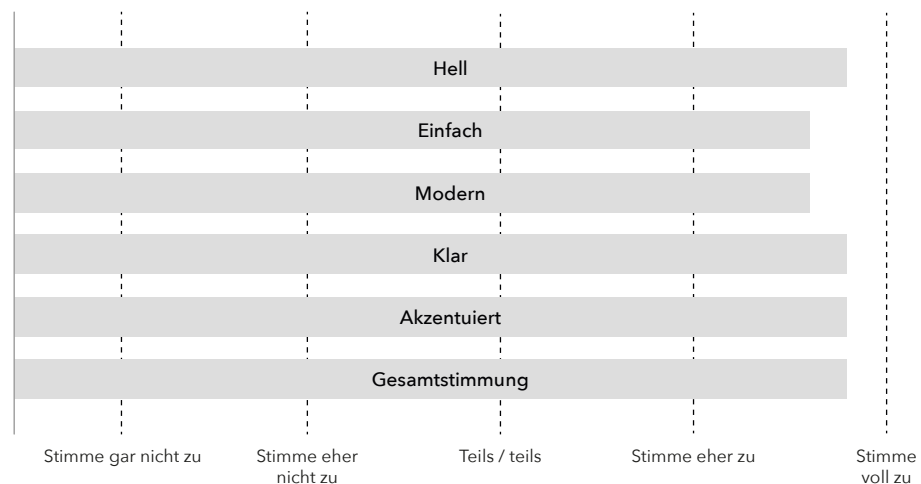 Hell
Einfach
Modern
Klar
Akzentuiert
Gesamtstimmung
Stimme gar nicht zu
Stimme eher
nicht zu
Teils / teils
Stimme eher zu
Stimme
voll zu